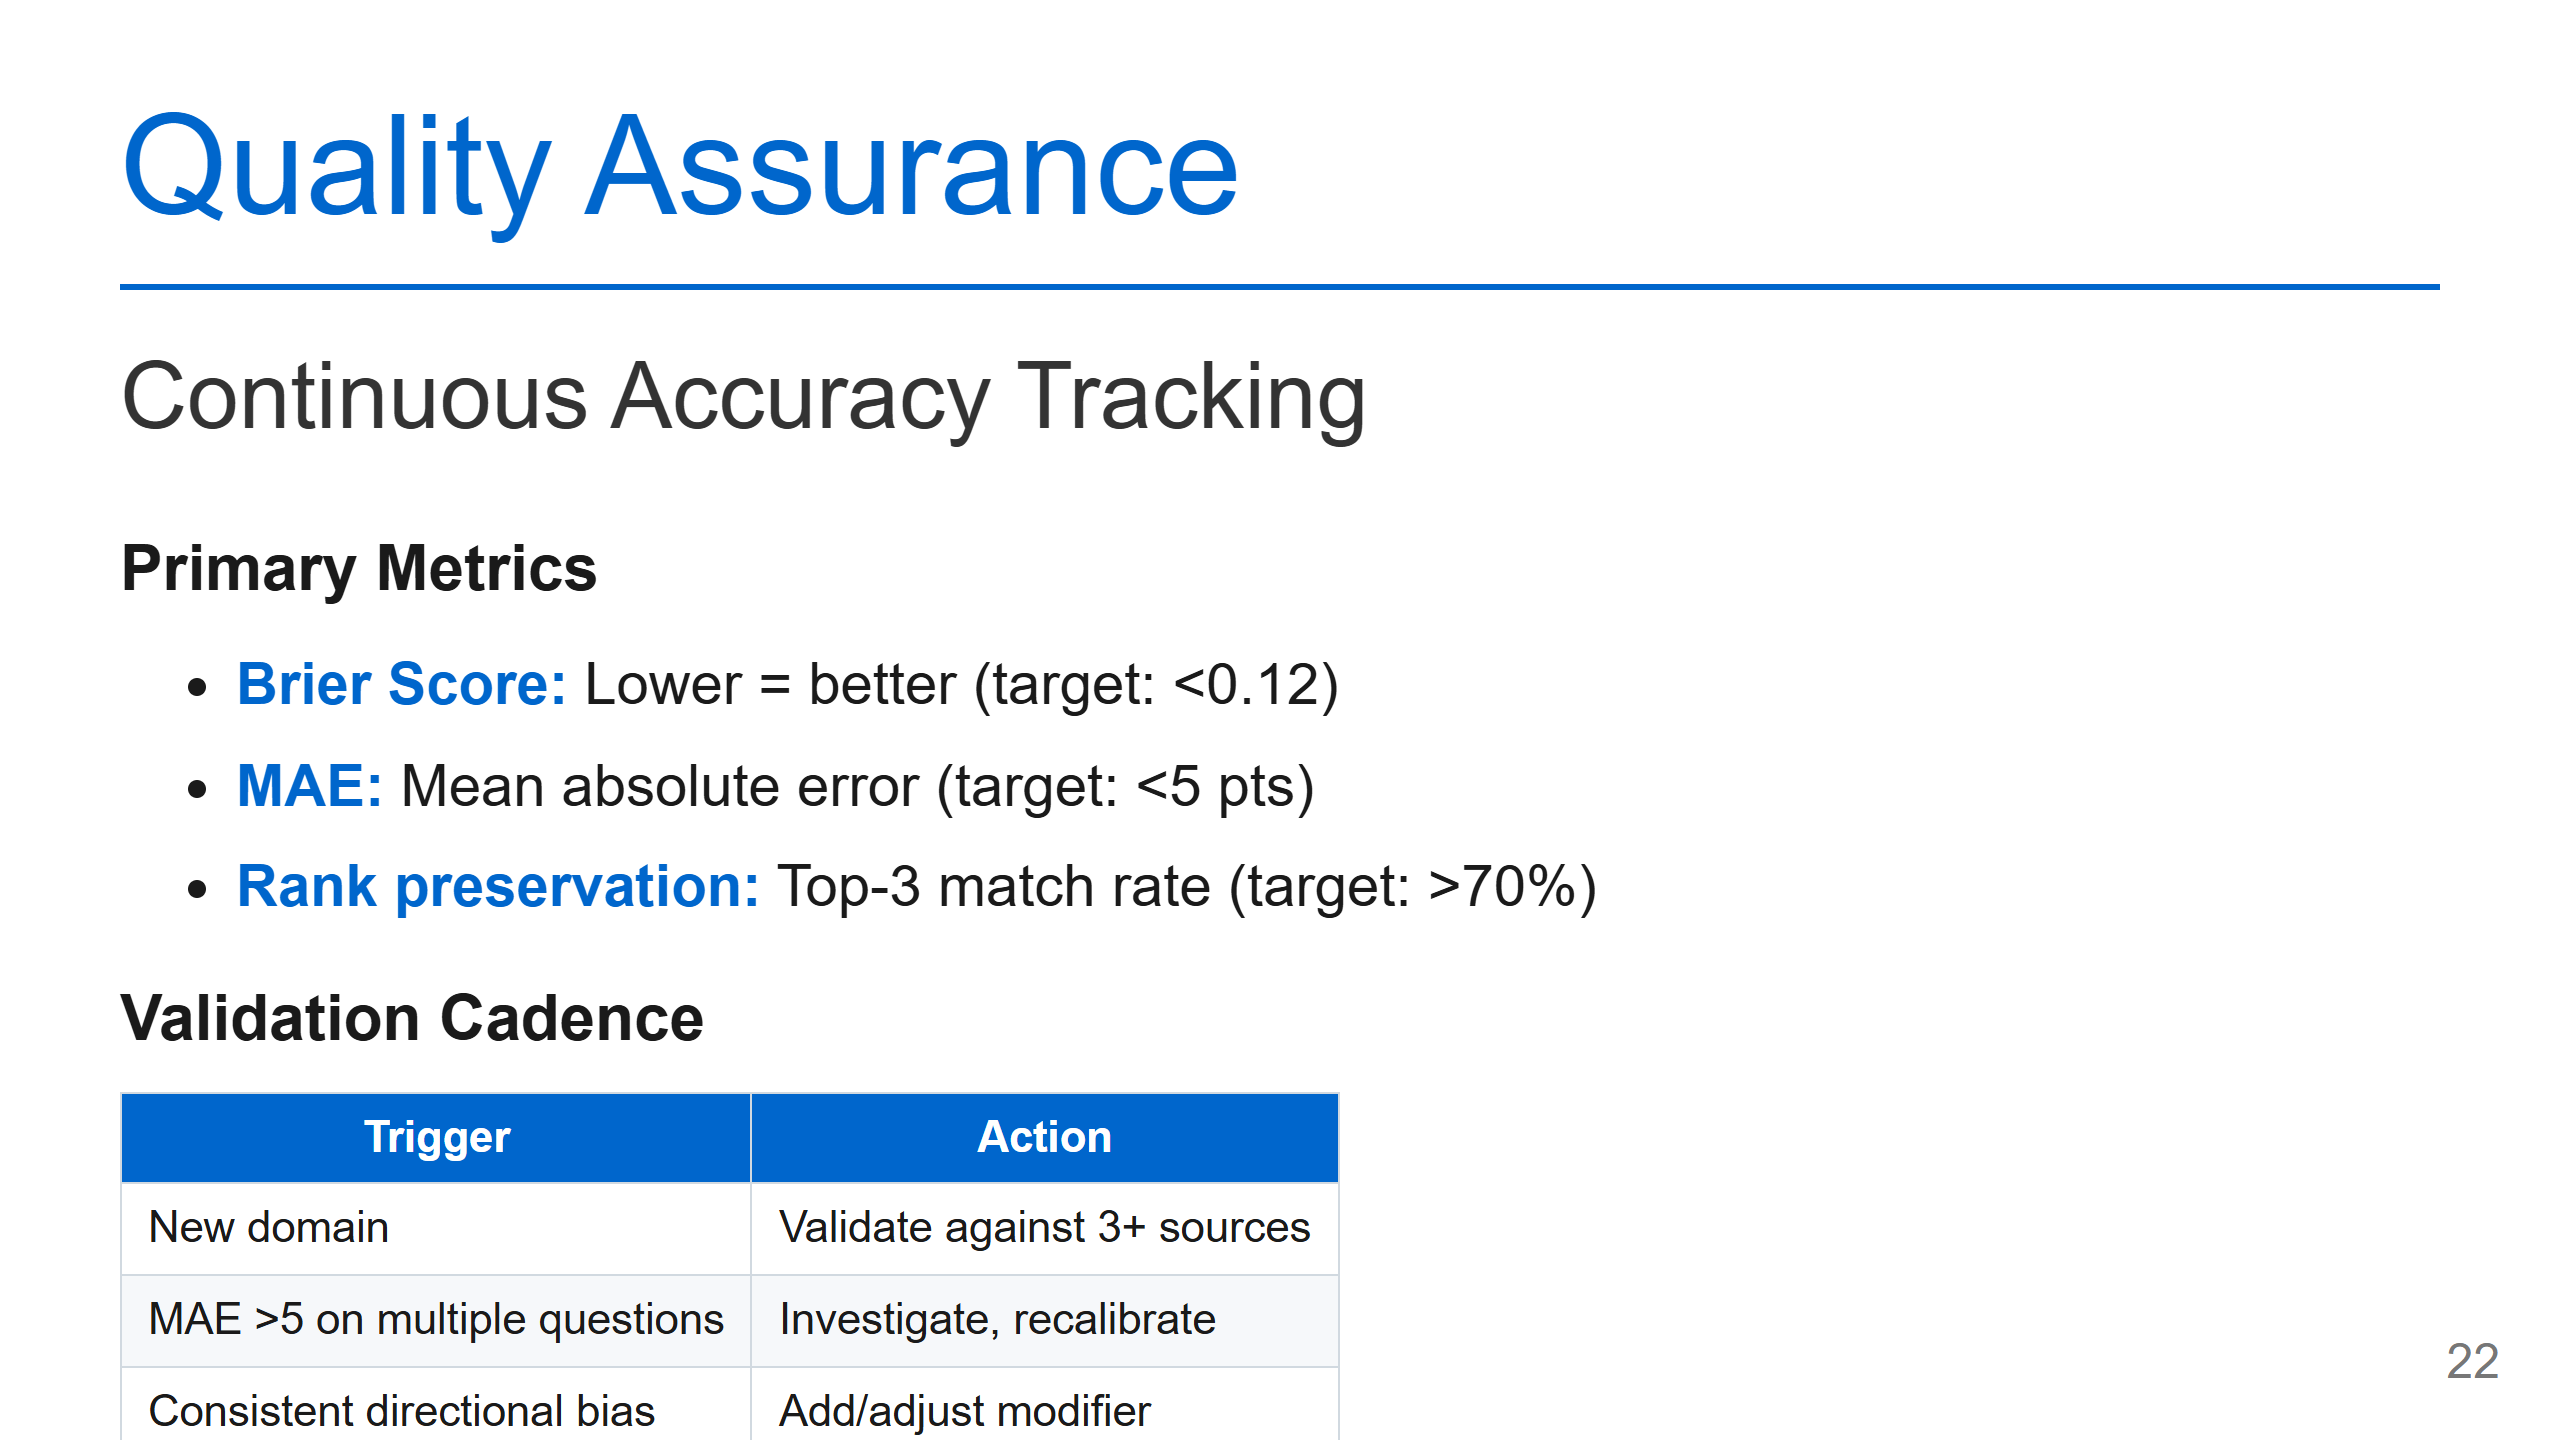 Quality Assurance
Continuous Accuracy Tracking
Primary Metrics
• Brier Score: Lower = better (target: <0.12)
• MAE: Mean absolute error (target: <5 pts)
• Rank preservation: Top-3 match rate (target: >70%)
Validation Cadence
Trigger Action
New domain Validate against 3+ sources
MAE >5 on multiple questions Investigate, recalibrate
Consistent directional bias Add/adjust modifier
22